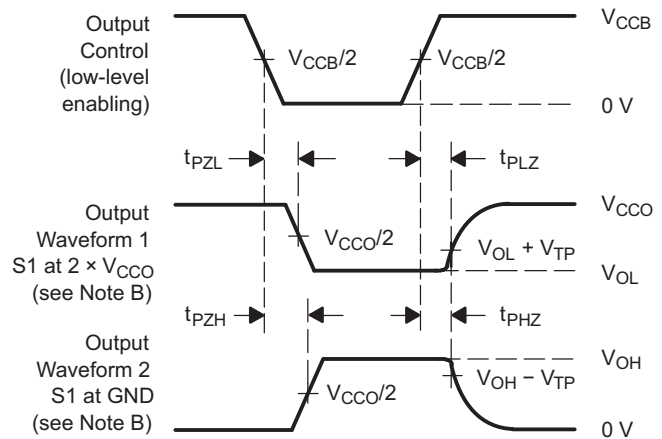 Output
Control
(low-level
enabling)
V_CCB/2
V_CCB/2
V_CCB
0 V
t_PZL
t_PLZ
Output
Waveform 1
S1 at 2 × V_CCO
(see Note B)
V_CCO/2
V_OL + V_TP
V_CCO
V_OL
t_PZH
t_PHZ
Output
Waveform 2
S1 at GND
(see Note B)
V_CCO/2
V_OH − V_TP
V_OH
0 V